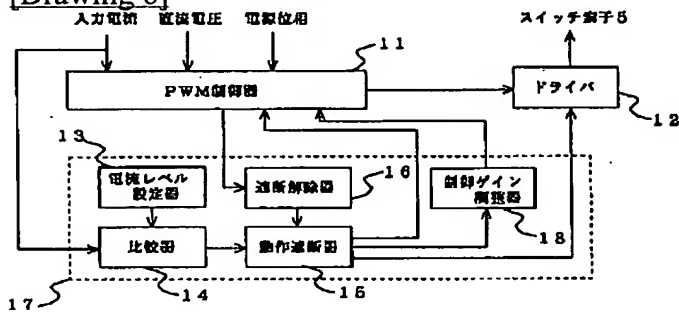 [Drawing 6]
入力電流 直流電圧 電源位相
スイッチ素子5
11
PWM制御器
ドライバ
12
13
電流レベル
設定器
遮断解除器
16
制御ゲイン
調整器
18
比較器
14
動作遮断器
15
17